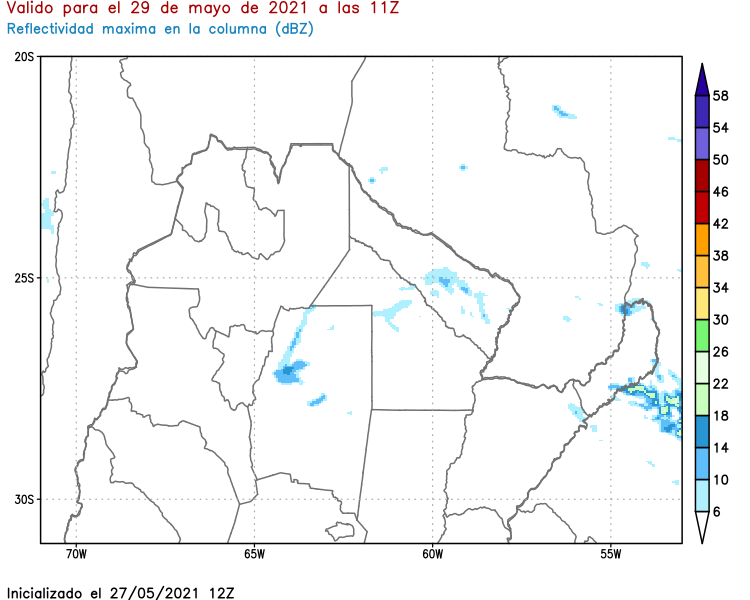 Valido para el 29 de mayo de 2021 a las 11Z
Reflectividad maxima en la columna (dBZ)
20S
25S
30S
70W
65W
60W
55W
58
54
50
46
42
38
34
30
26
22
18
14
10
6
Inicializado el 27/05/2021 12Z